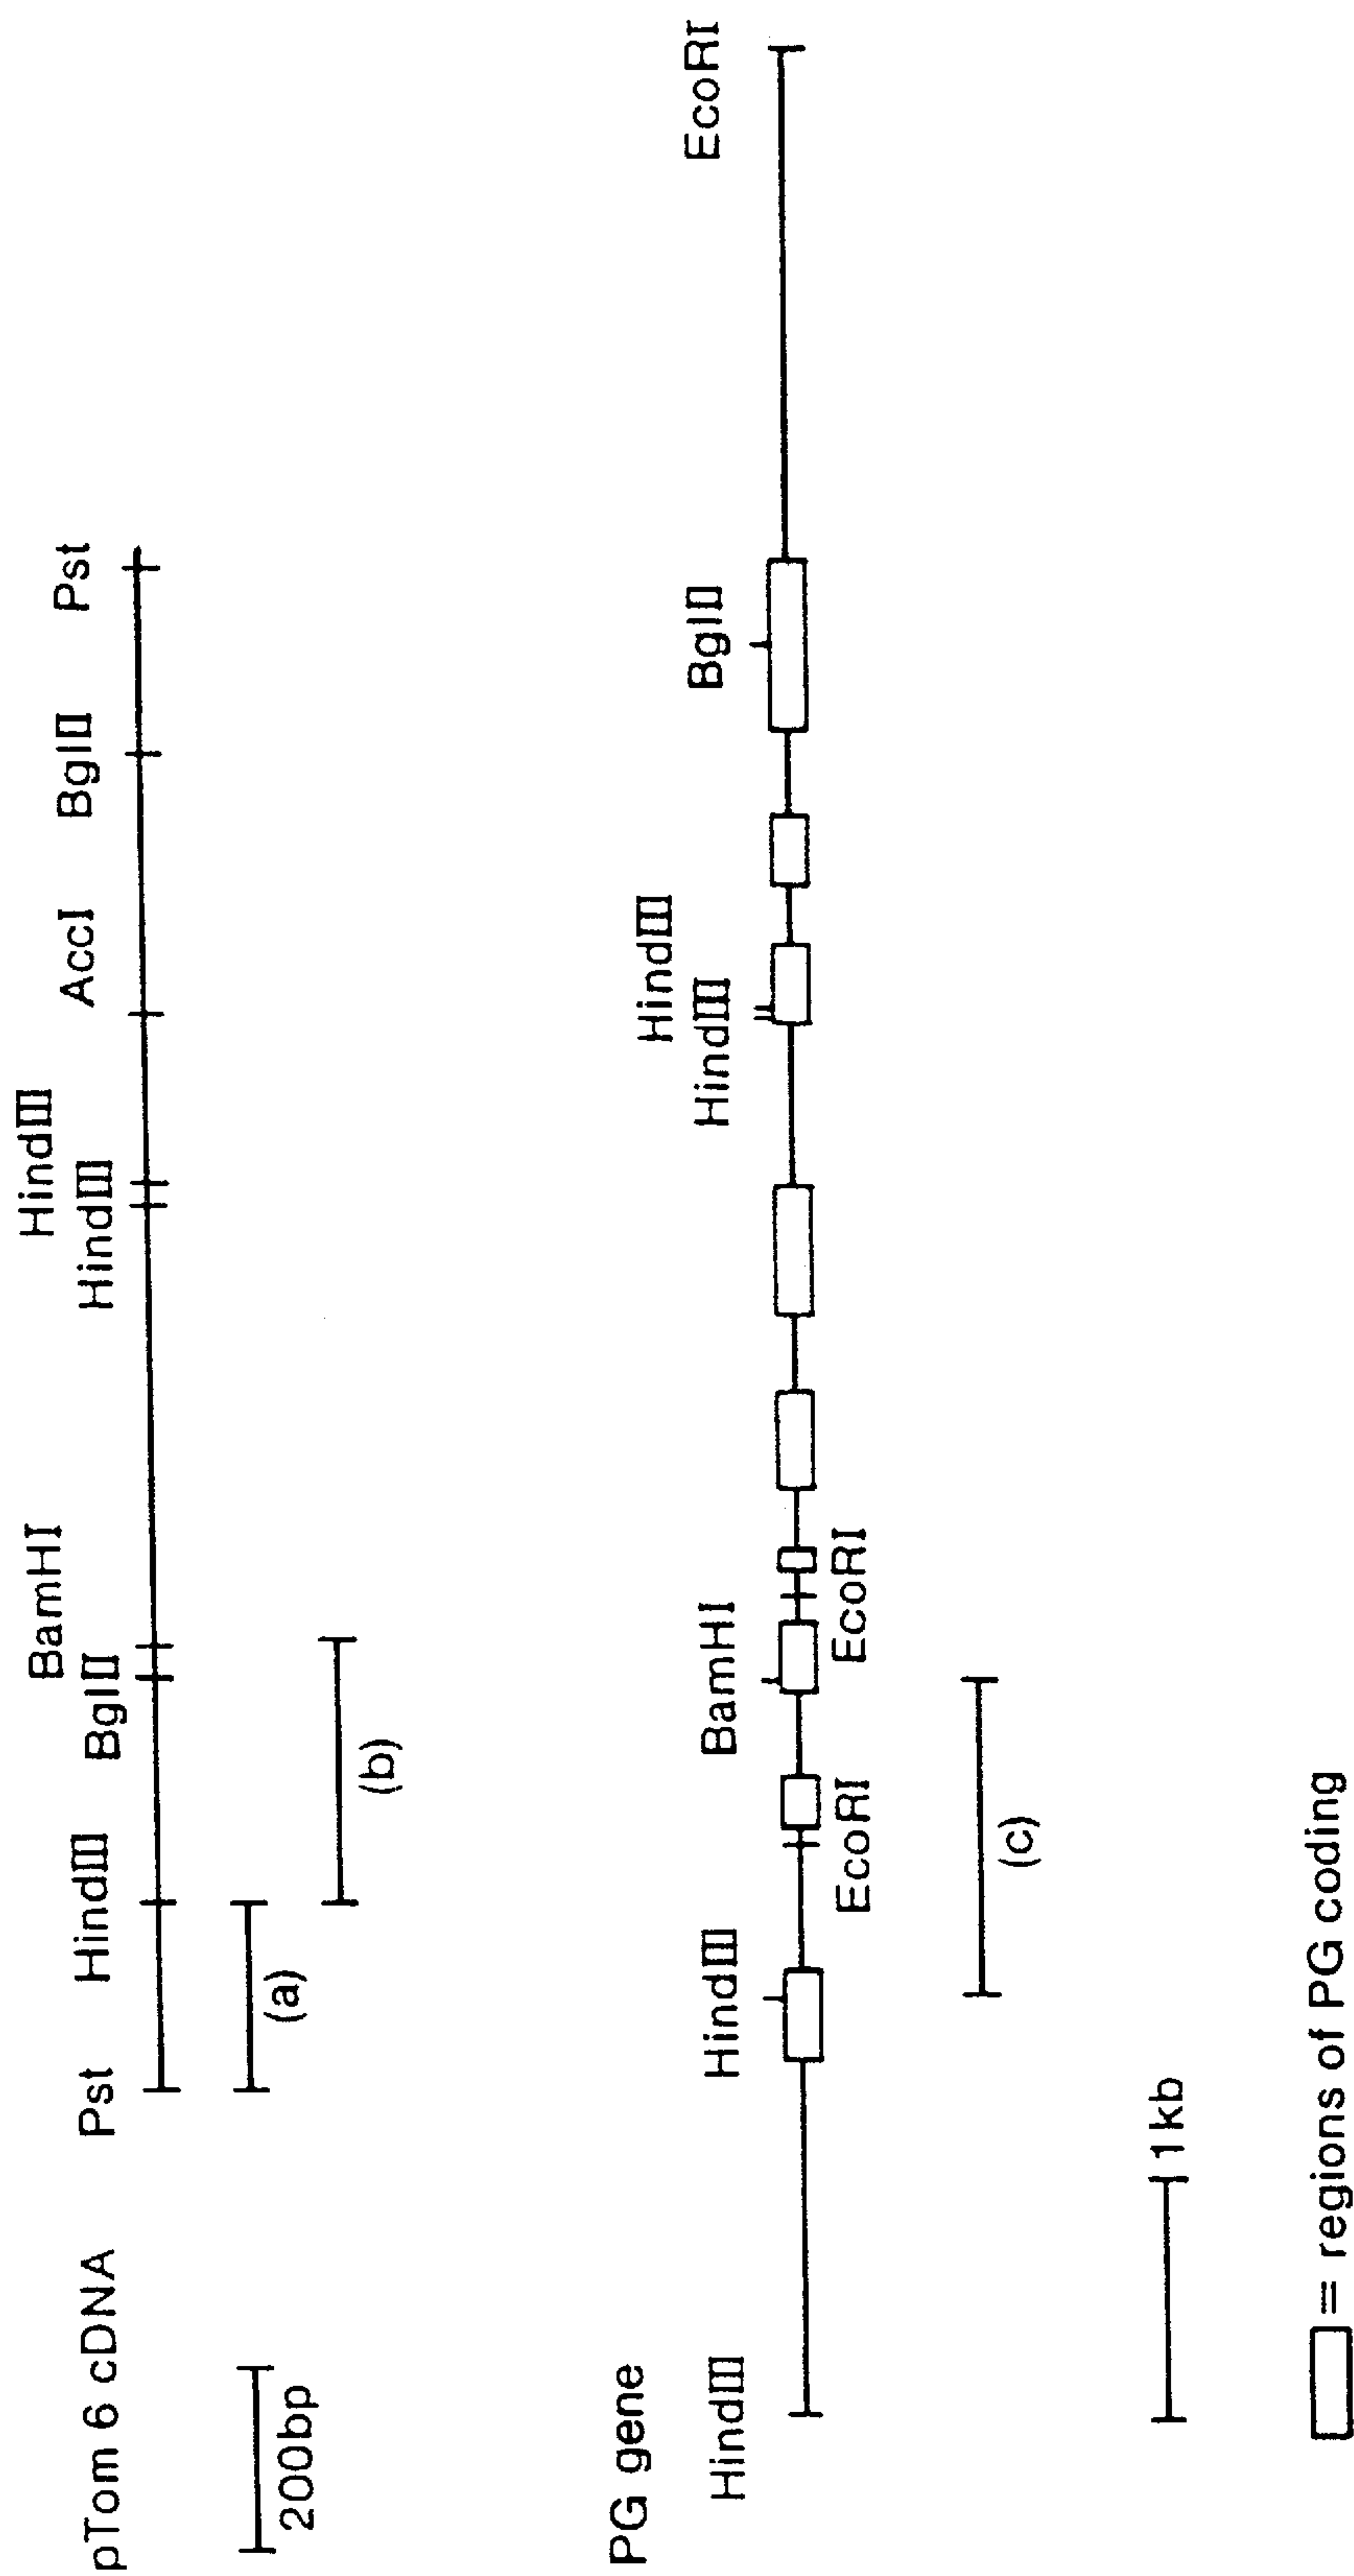 pTom 6 cDNA
Pst
HindIII
BglII
BamHI
HindIII
HindIII
AccI
BglII
Pst
200bp
(a)
(b)
PG gene
HindIII
HindIII
EcoRI
BamHI
EcoRI
HindIII
HindIII
BglII
EcoRI
(c)
1kb
= regions of PG coding